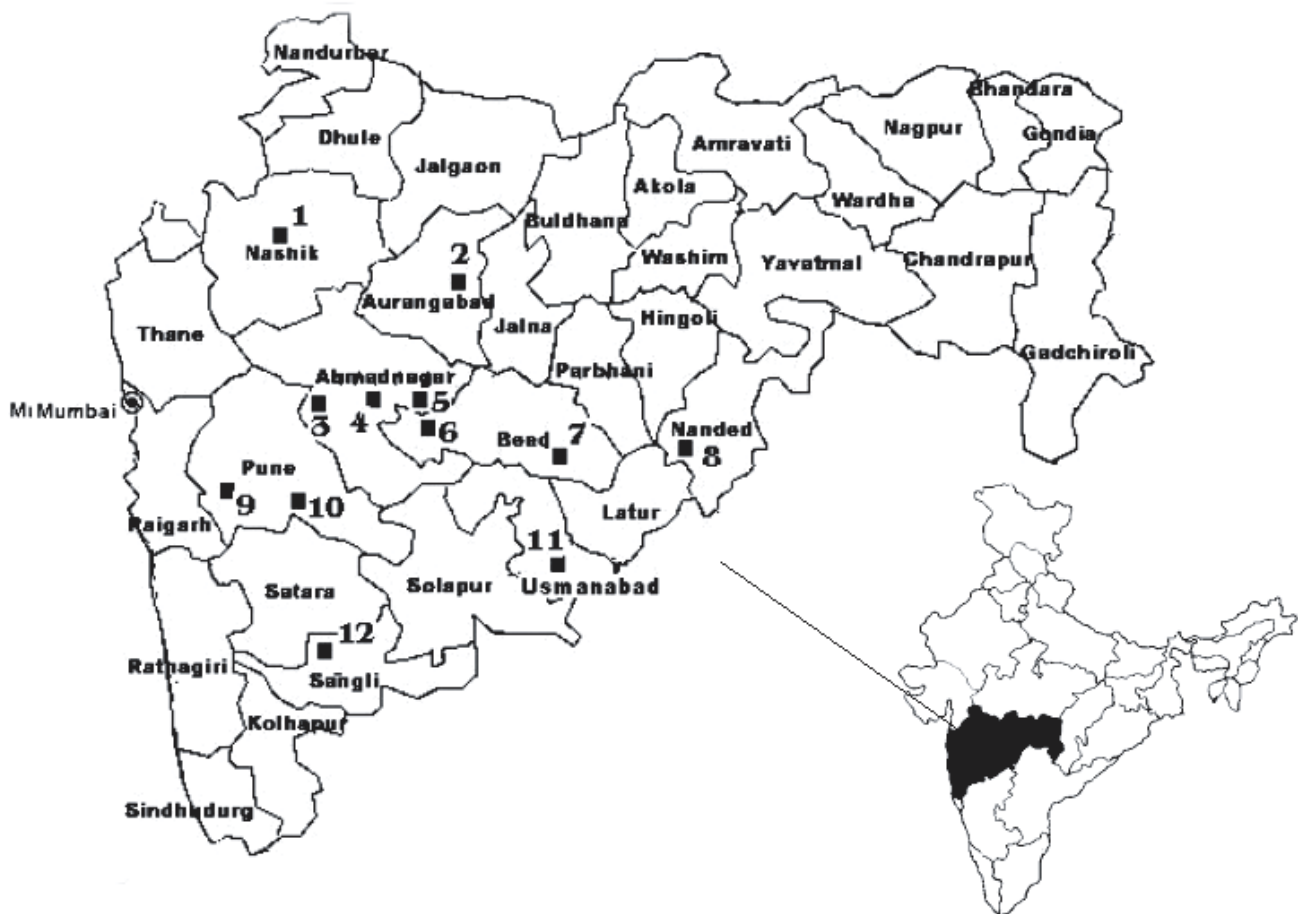 Nandurbar
Dhule
Jalgaon
Amravati
Nagpur
Bhandara
Gondia
Akola
Wardha
Buldhana
1
Nashik
2
Aurangabad
Washim
Yavatmal
Chandrapur
Thane
Jalna
Hingoli
Gadchiroli
Parbhani
Ahmadnagar
MıMumbai
3
4
5
6
Beed
7
Nanded
8
Pune
9
10
Raigarh
Latur
11
Usmanabad
Satara
Solapur
12
Ratnagiri
Sangli
Kolhapur
Sindhudurg